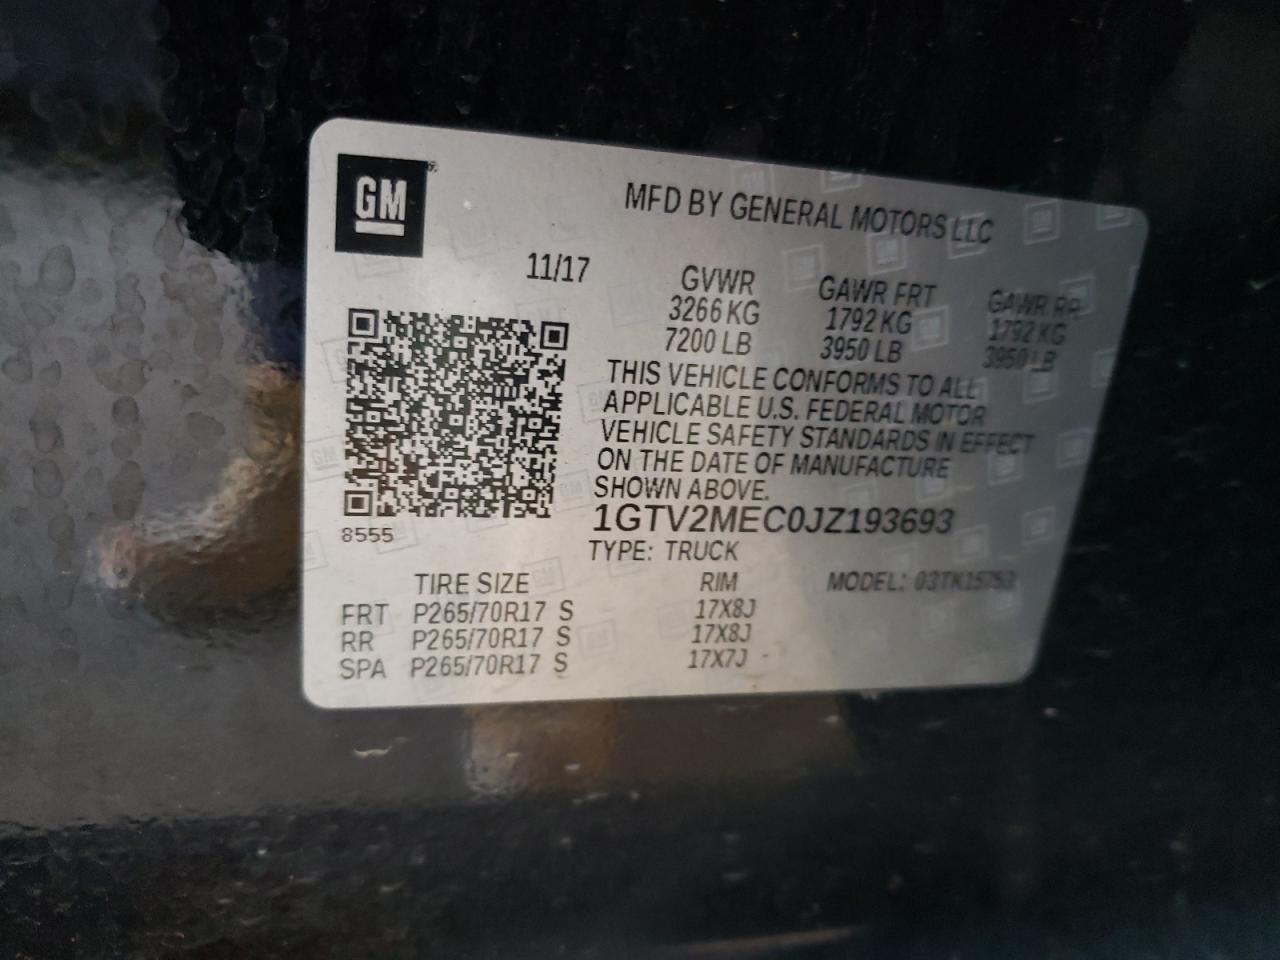 GM
MFD BY GENERAL MOTORS LLC
11/17
GVWR GAWR FRT GAWR RR
3266 KG 1792 KG 1792 KG
7200 LB 3950 LB 3950 LB
THIS VEHICLE CONFORMS TO ALL
APPLICABLE U.S. FEDERAL MOTOR
VEHICLE SAFETY STANDARDS IN EFFECT
ON THE DATE OF MANUFACTURE
SHOWN ABOVE.
1GTV2MEC0JZ193693
8555
TYPE: TRUCK
TIRE SIZE RIM MODEL: 03TK15753
FRT P265/70R17 S 17X8J
RR P265/70R17 S 17X8J
SPA P265/70R17 S 17X7J